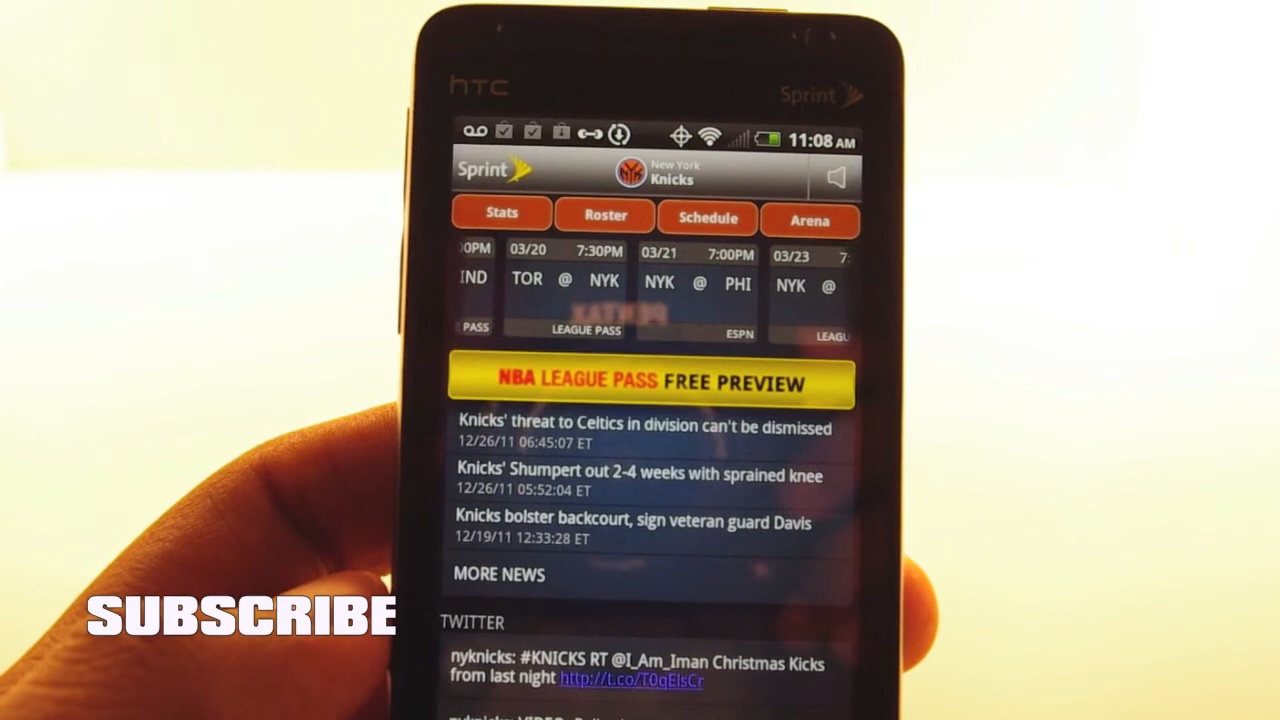 hTC
Sprint
11:08 AM
Sprint
New York
Knicks
Stats
Roster
Schedule
Arena
0PM
03/20 7:30PM
03/21 7:00PM
03/23 7:
IND
TOR @ NYK
NYK @ PHI
NYK @
PASS
LEAGUE PASS
ESPN
LEAGU
NBA LEAGUE PASS FREE PREVIEW
Knicks' threat to Celtics in division can't be dismissed
12/26/11 06:45:07 ET
Knicks' Shumpert out 2-4 weeks with sprained knee
12/26/11 05:52:04 ET
Knicks bolster backcourt, sign veteran guard Davis
12/19/11 12:33:28 ET
MORE NEWS
SUBSCRIBE
TWITTER
nyknicks: #KNICKS RT @I_Am_Iman Christmas Kicks
from last night http://t.co/T0qElsCr